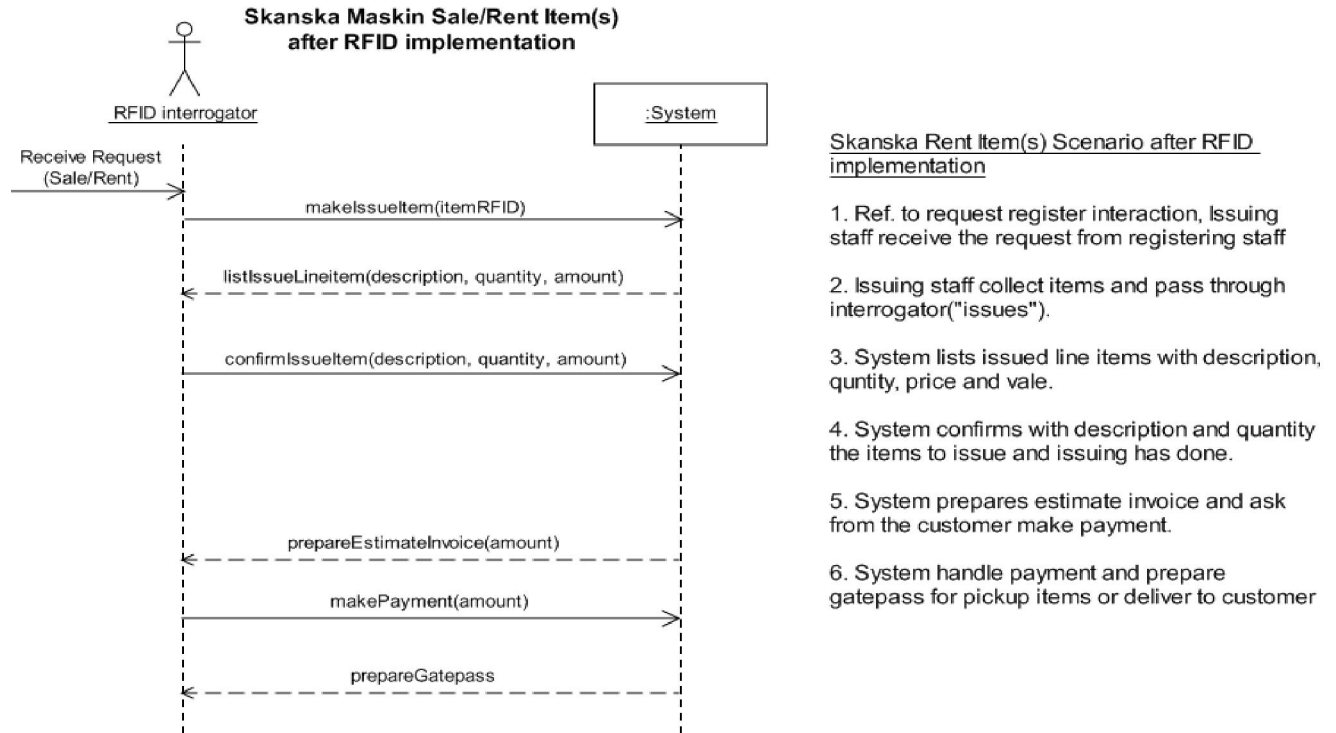 Skanska Maskin Sale/Rent Item(s)
after RFID implementation
RFID interrogator
:System
Receive Request
(Sale/Rent)
makeIssueItem(itemRFID)
listIssueLineitem(description, quantity, amount)
confirmIssueItem(description, quantity, amount)
prepareEstimateInvoice(amount)
makePayment(amount)
prepareGatepass
Skanska Rent Item(s) Scenario after RFID
implementation
1. Ref. to request register interaction, Issuing
staff receive the request from registering staff
2. Issuing staff collect items and pass through
interrogator("issues").
3. System lists issued line items with description,
quntity, price and vale.
4. System confirms with description and quantity
the items to issue and issuing has done.
5. System prepares estimate invoice and ask
from the customer make payment.
6. System handle payment and prepare
gatepass for pickup items or deliver to customer